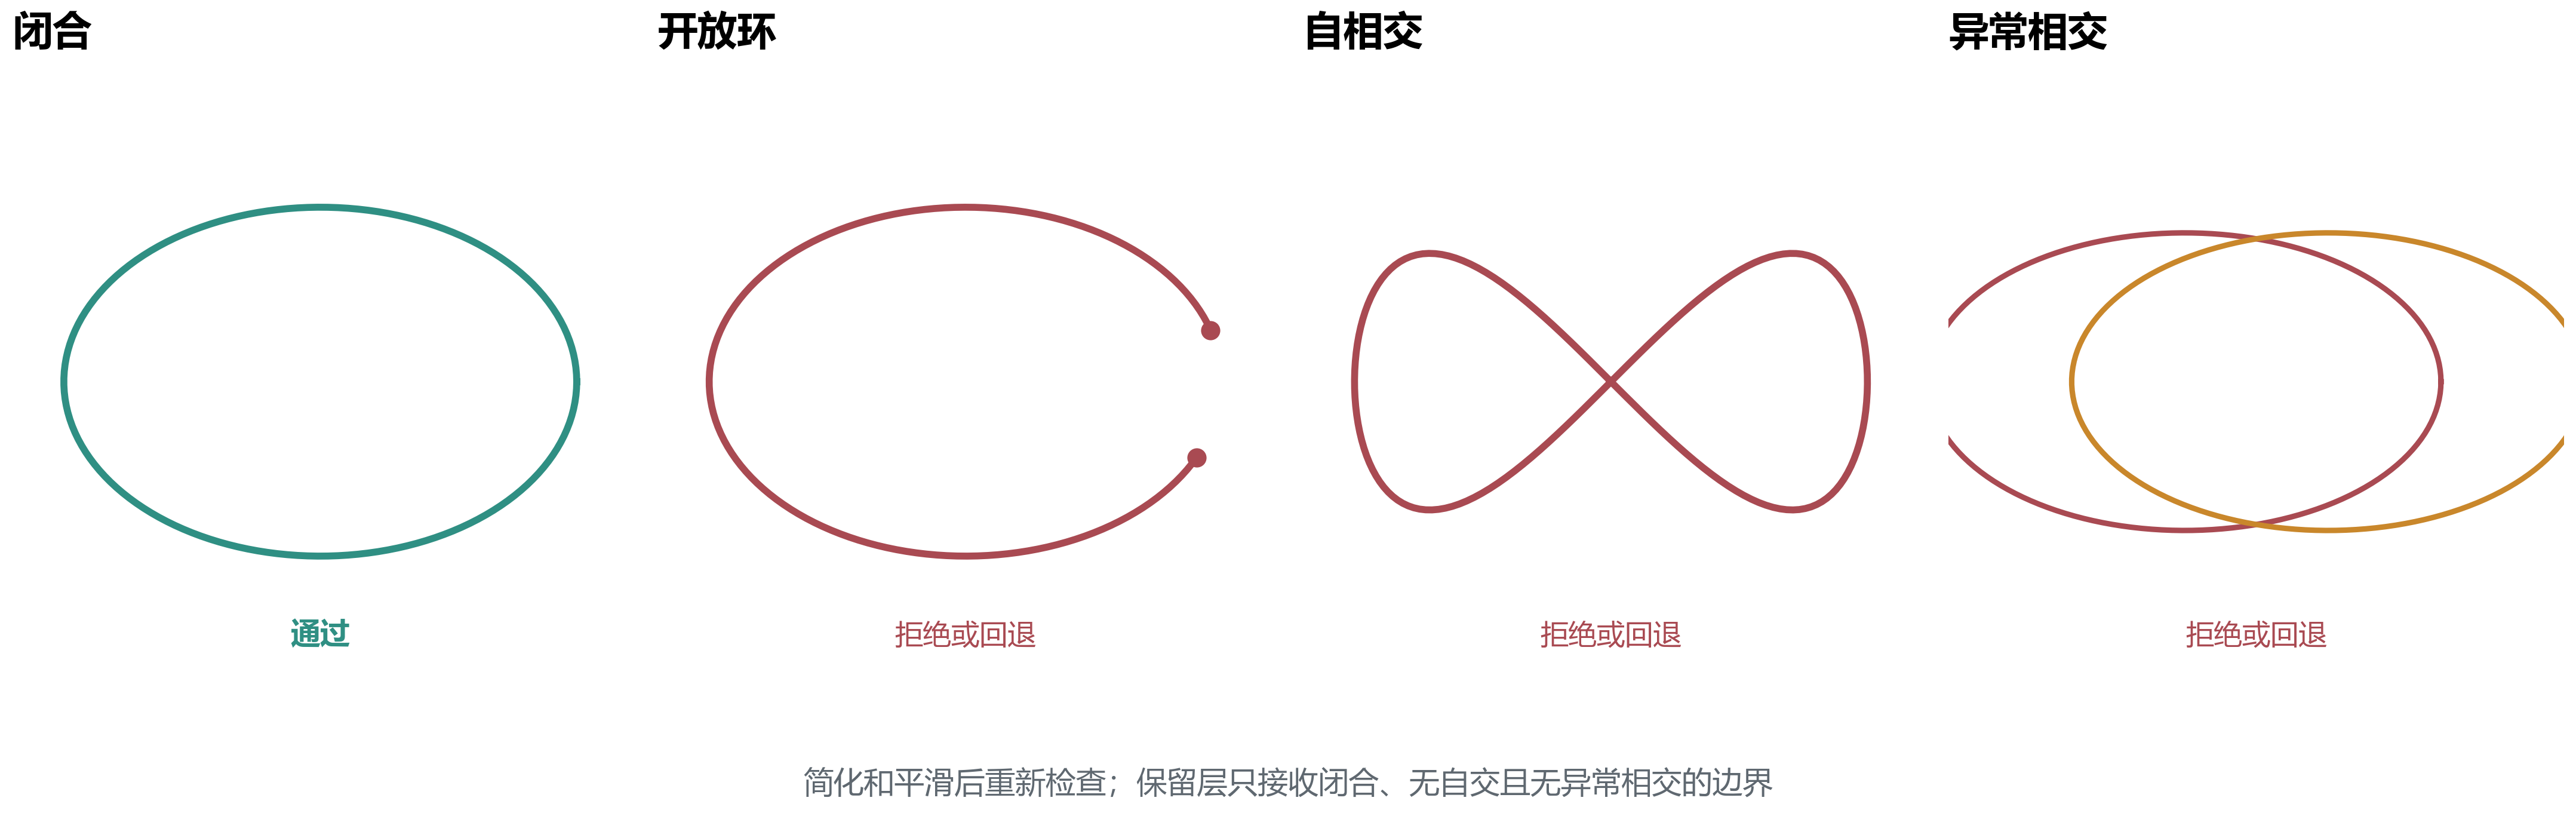 闭合
开放环
自相交
异常相交
通过
拒绝或回退
拒绝或回退
拒绝或回退
简化和平滑后重新检查；保留层只接收闭合、无自交且无异常相交的边界